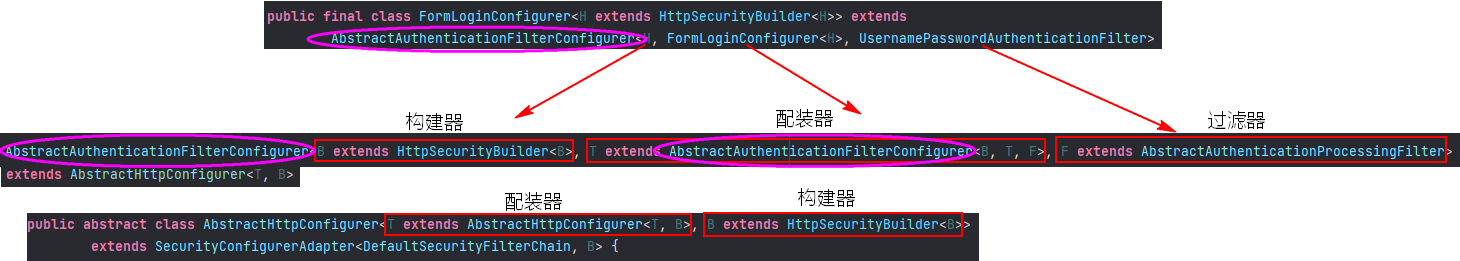 public final class FormLoginConfigurer<H extends HttpSecurityBuilder<H>> extends
AbstractAuthenticationFilterConfigurer<H, FormLoginConfigurer<H>, UsernamePasswordAuthenticationFilter>
构建器 配装器 过滤器
AbstractAuthenticationFilterConfigurer<B extends HttpSecurityBuilder<B>, T extends AbstractAuthenticationFilterConfigurer<B, T, F>, F extends AbstractAuthenticationProcessingFilter>
extends AbstractHttpConfigurer<T, B>
配装器 构建器
public abstract class AbstractHttpConfigurer<T extends AbstractHttpConfigurer<T, B>, B extends HttpSecurityBuilder<B>>
extends SecurityConfigurerAdapter<DefaultSecurityFilterChain, B> {